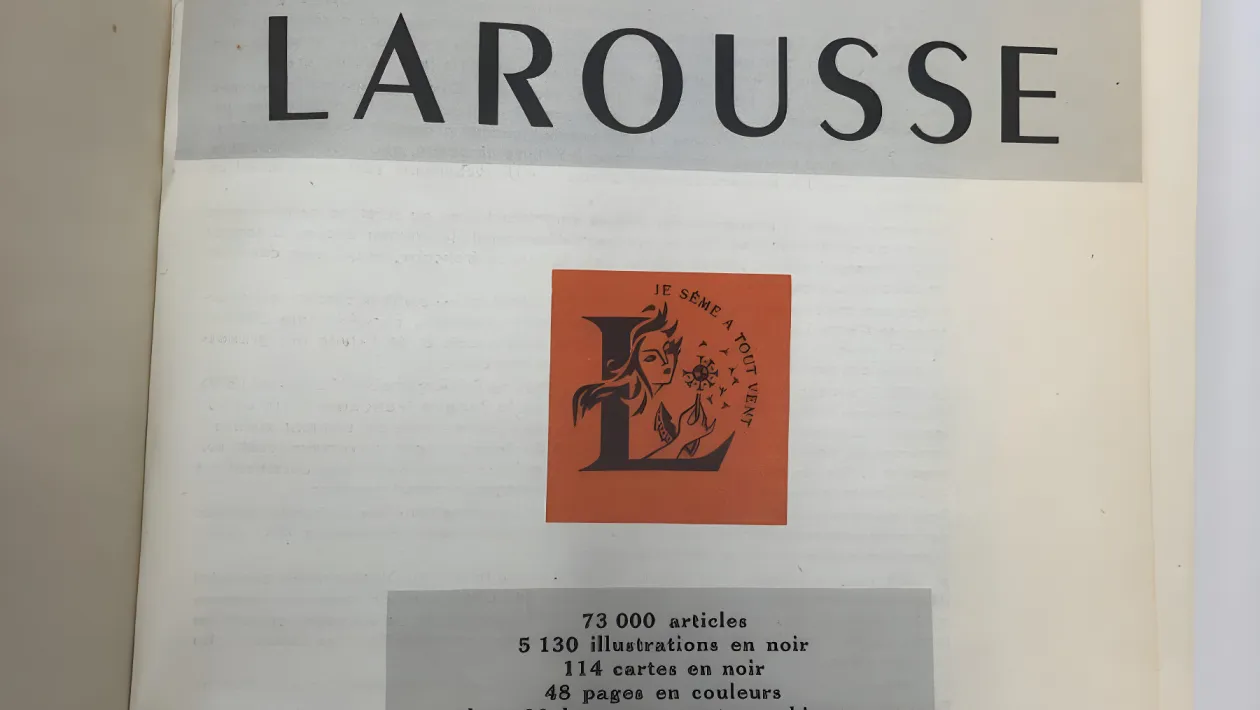 LAROUSSE
JE SÈME A TOUT VENT
73 000 articles
5 130 illustrations en noir
114 cartes en noir
48 pages en couleurs